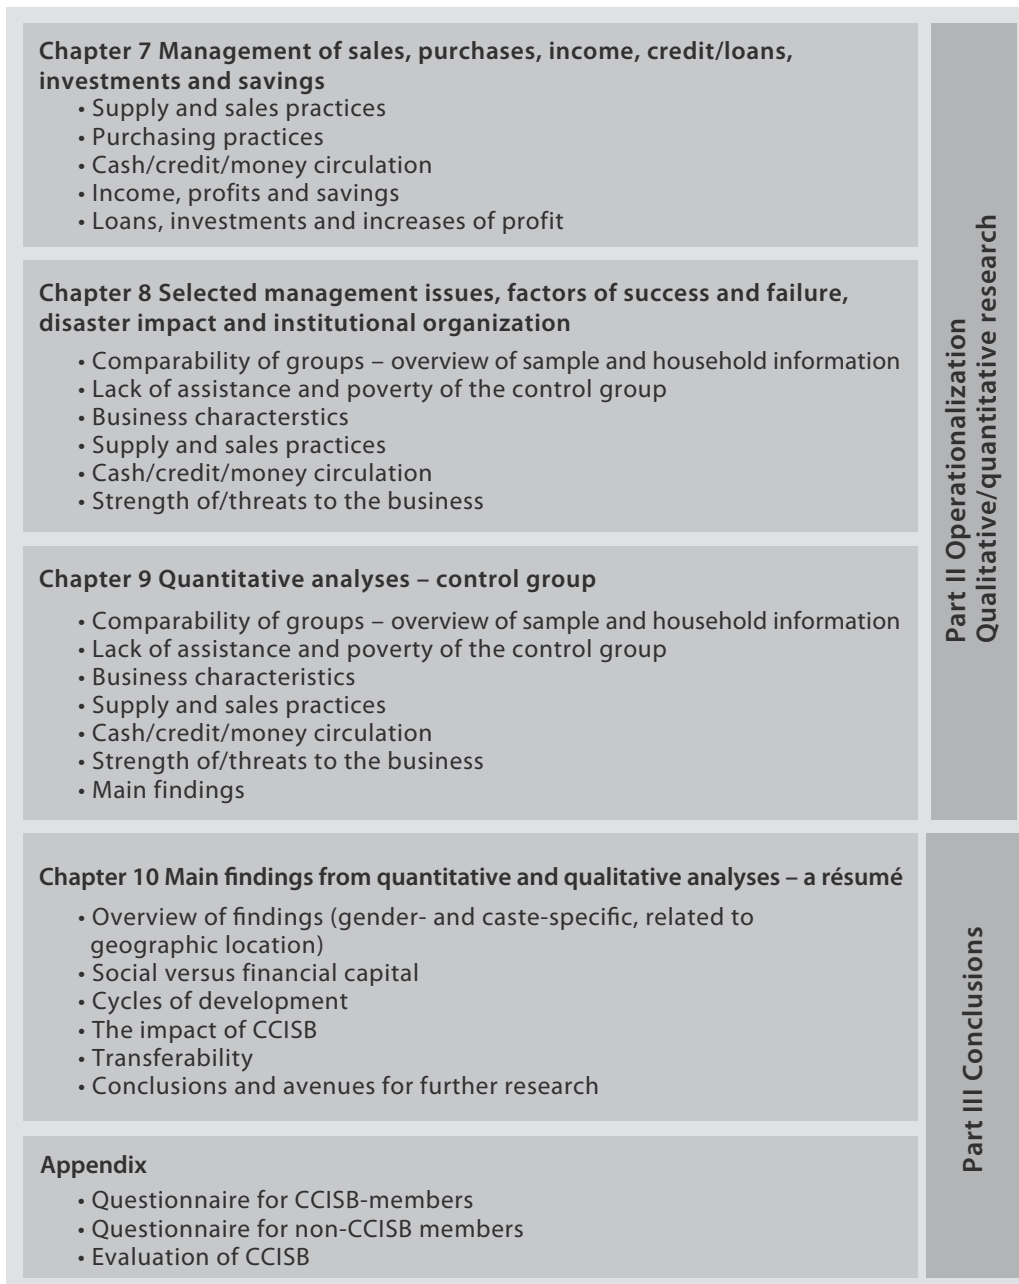 Chapter 7 Management of sales, purchases, income, credit/loans,
investments and savings
• Supply and sales practices
• Purchasing practices
• Cash/credit/money circulation
• Income, profits and savings
• Loans, investments and increases of profit
Chapter 8 Selected management issues, factors of success and failure,
disaster impact and institutional organization
• Comparability of groups – overview of sample and household information
• Lack of assistance and poverty of the control group
• Business characterstics
• Supply and sales practices
• Cash/credit/money circulation
• Strength of/threats to the business
Chapter 9 Quantitative analyses – control group
• Comparability of groups – overview of sample and household information
• Lack of assistance and poverty of the control group
• Business characteristics
• Supply and sales practices
• Cash/credit/money circulation
• Strength of/threats to the business
• Main findings
Part II Operationalization
Qualitative/quantitative research
Chapter 10 Main findings from quantitative and qualitative analyses – a résumé
• Overview of findings (gender- and caste-specific, related to
geographic location)
• Social versus financial capital
• Cycles of development
• The impact of CCISB
• Transferability
• Conclusions and avenues for further research
Appendix
• Questionnaire for CCISB-members
• Questionnaire for non-CCISB members
• Evaluation of CCISB
Part III Conclusions